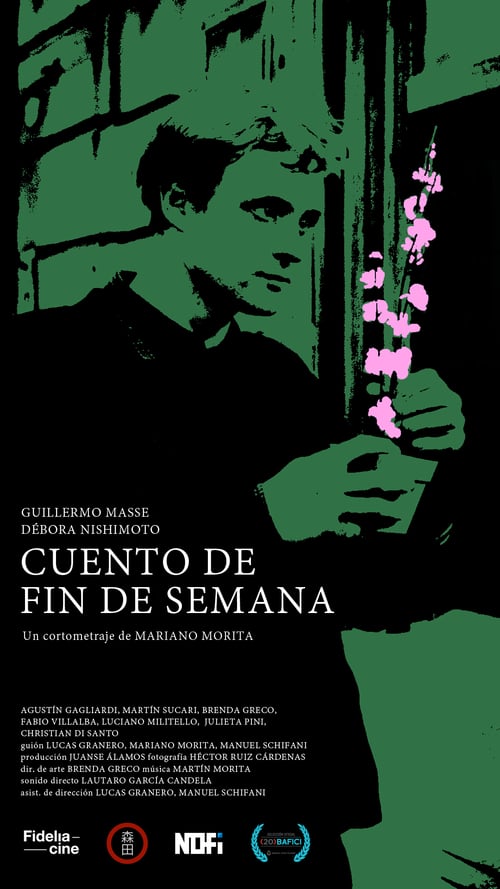 GUILLERMO MASSE
DÉBORA NISHIMOTO
CUENTO DE
FIN DE SEMANA
Un cortometraje de MARIANO MORITA
AGUSTÍN GAGLIARDI, MARTÍN SUCARI, BRENDA GRECO,
FABIO VILLALBA, LUCIANO MILITELLO, JULIETA PINI,
CHRISTIAN DI SANTO
guión LUCAS GRANERO, MARIANO MORITA, MANUEL SCHIFANI
producción JUANSE ÁLAMOS fotografía HÉCTOR RUIZ CÁRDENAS
dir. de arte BRENDA GRECO música MARTÍN MORITA
sonido directo LAUTARO GARCÍA CANDELA
asist. de dirección LUCAS GRANERO, MANUEL SCHIFANI
Fidelia
cine
森
田
NOFi
SELECCIÓN OFICIAL
(20)BAFICI